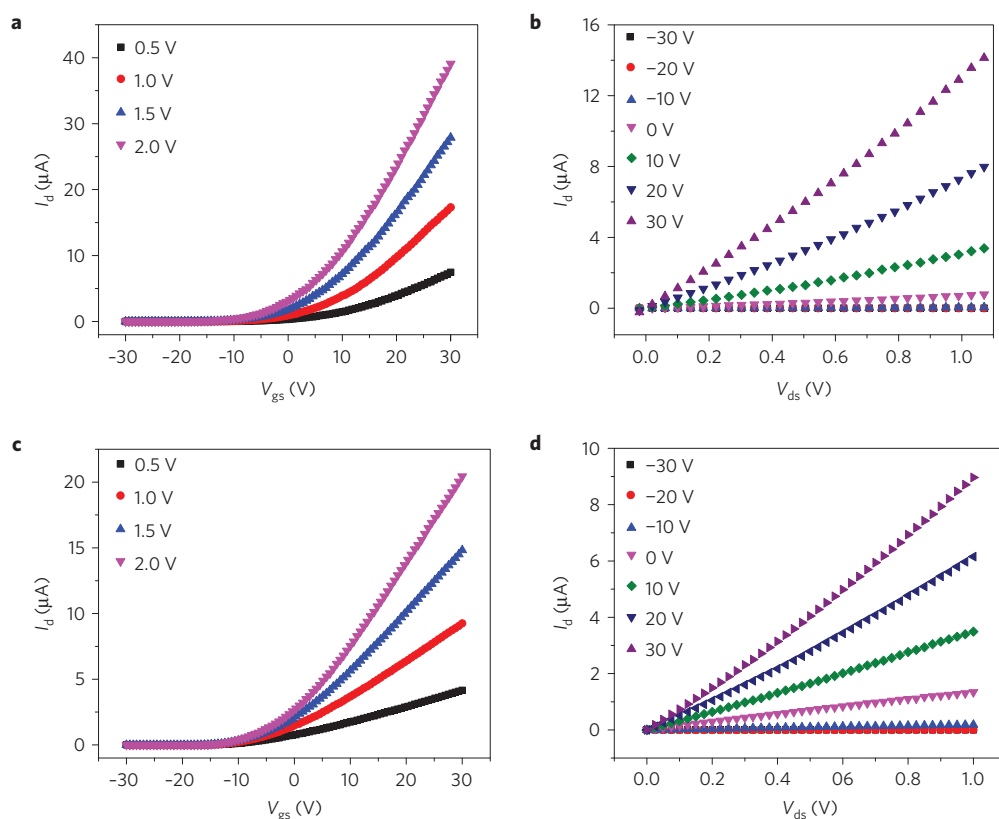 a
0.5 V
1.0 V
1.5 V
2.0 V
40
30
20
10
0
-30 -20 -10 0 10 20 30
I_d (µA)
V_gs (V)
b
−30 V
−20 V
−10 V
0 V
10 V
20 V
30 V
16
12
8
4
0
0.0 0.2 0.4 0.6 0.8 1.0
I_d (µA)
V_ds (V)
c
0.5 V
1.0 V
1.5 V
2.0 V
20
15
10
5
0
-30 -20 -10 0 10 20 30
I_d (µA)
V_gs (V)
d
−30 V
−20 V
−10 V
0 V
10 V
20 V
30 V
10
8
6
4
2
0
0.0 0.2 0.4 06 0.8 1.0
I_d (µA)
V_ds (V)